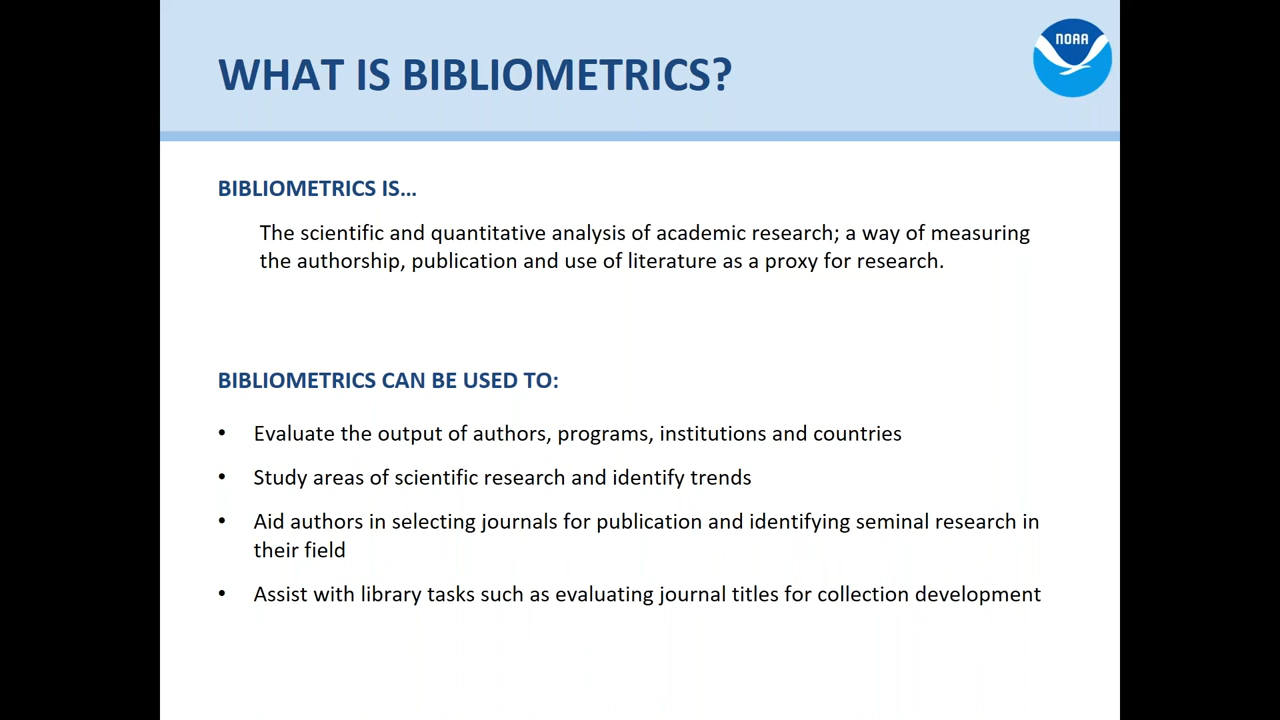 WHAT IS BIBLIOMETRICS?
NOAA
BIBLIOMETRICS IS…
The scientific and quantitative analysis of academic research; a way of measuring
the authorship, publication and use of literature as a proxy for research.
BIBLIOMETRICS CAN BE USED TO:
• Evaluate the output of authors, programs, institutions and countries
• Study areas of scientific research and identify trends
• Aid authors in selecting journals for publication and identifying seminal research in
their field
• Assist with library tasks such as evaluating journal titles for collection development